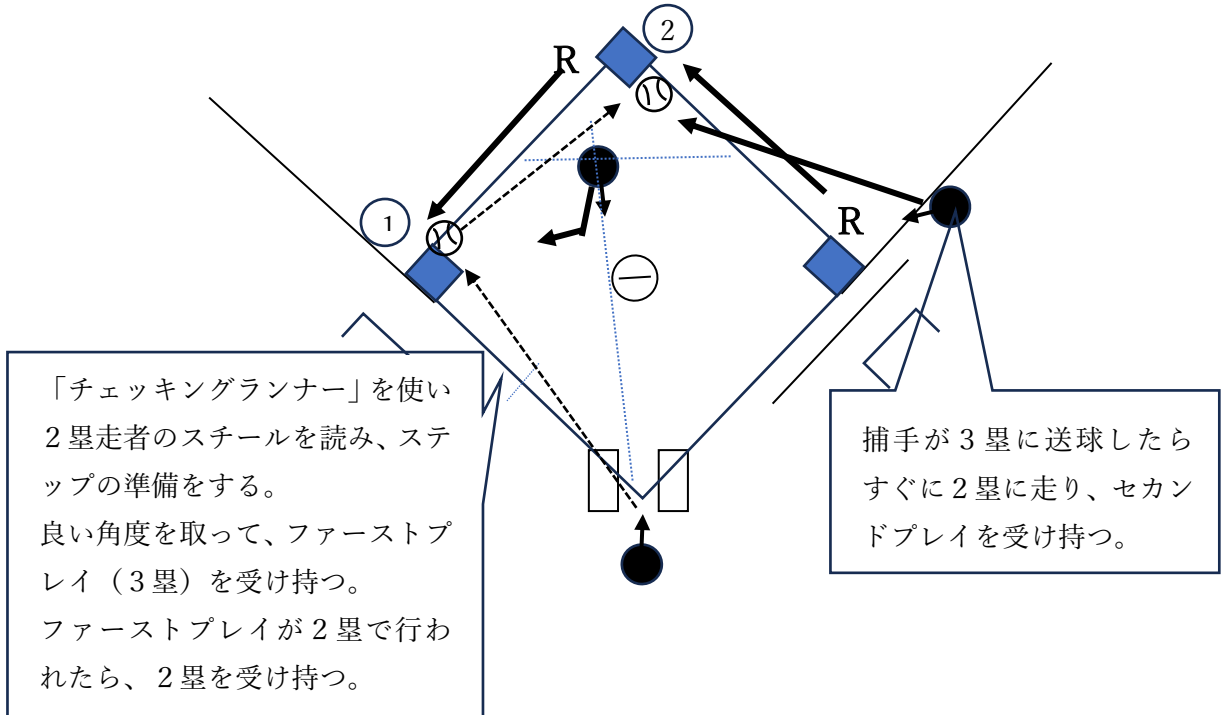 2
R
1
R
「チェッキングランナー」を使い
２塁走者のスチールを読み、ステ
ップの準備をする。
良い角度を取って、ファーストプ
レイ（３塁）を受け持つ。
ファーストプレイが２塁で行わ
れたら、２塁を受け持つ。
捕手が３塁に送球したら
すぐに２塁に走り、セカン
ドプレイを受け持つ。